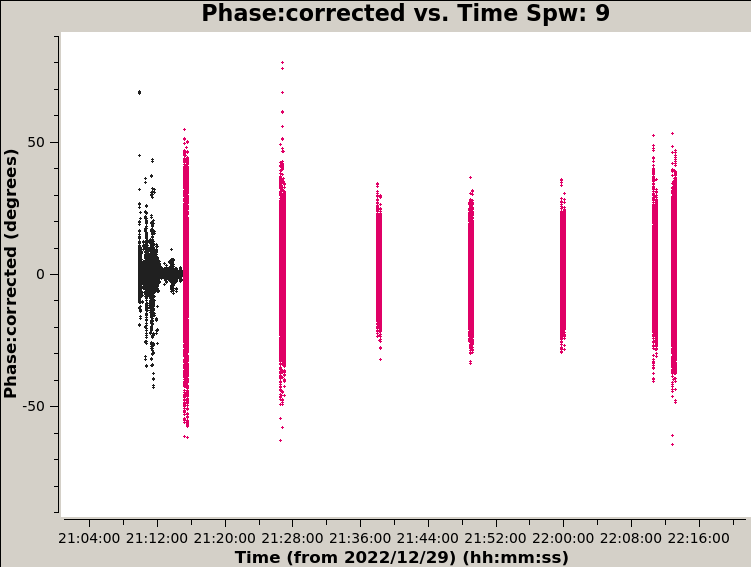 Phase:corrected vs. Time Spw: 9
Phase:corrected (degrees)
50
0
-50
21:04:00 21:12:00 21:20:00 21:28:00 21:36:00 21:44:00 21:52:00 22:00:00 22:08:00 22:16:00
Time (from 2022/12/29) (hh:mm:ss)